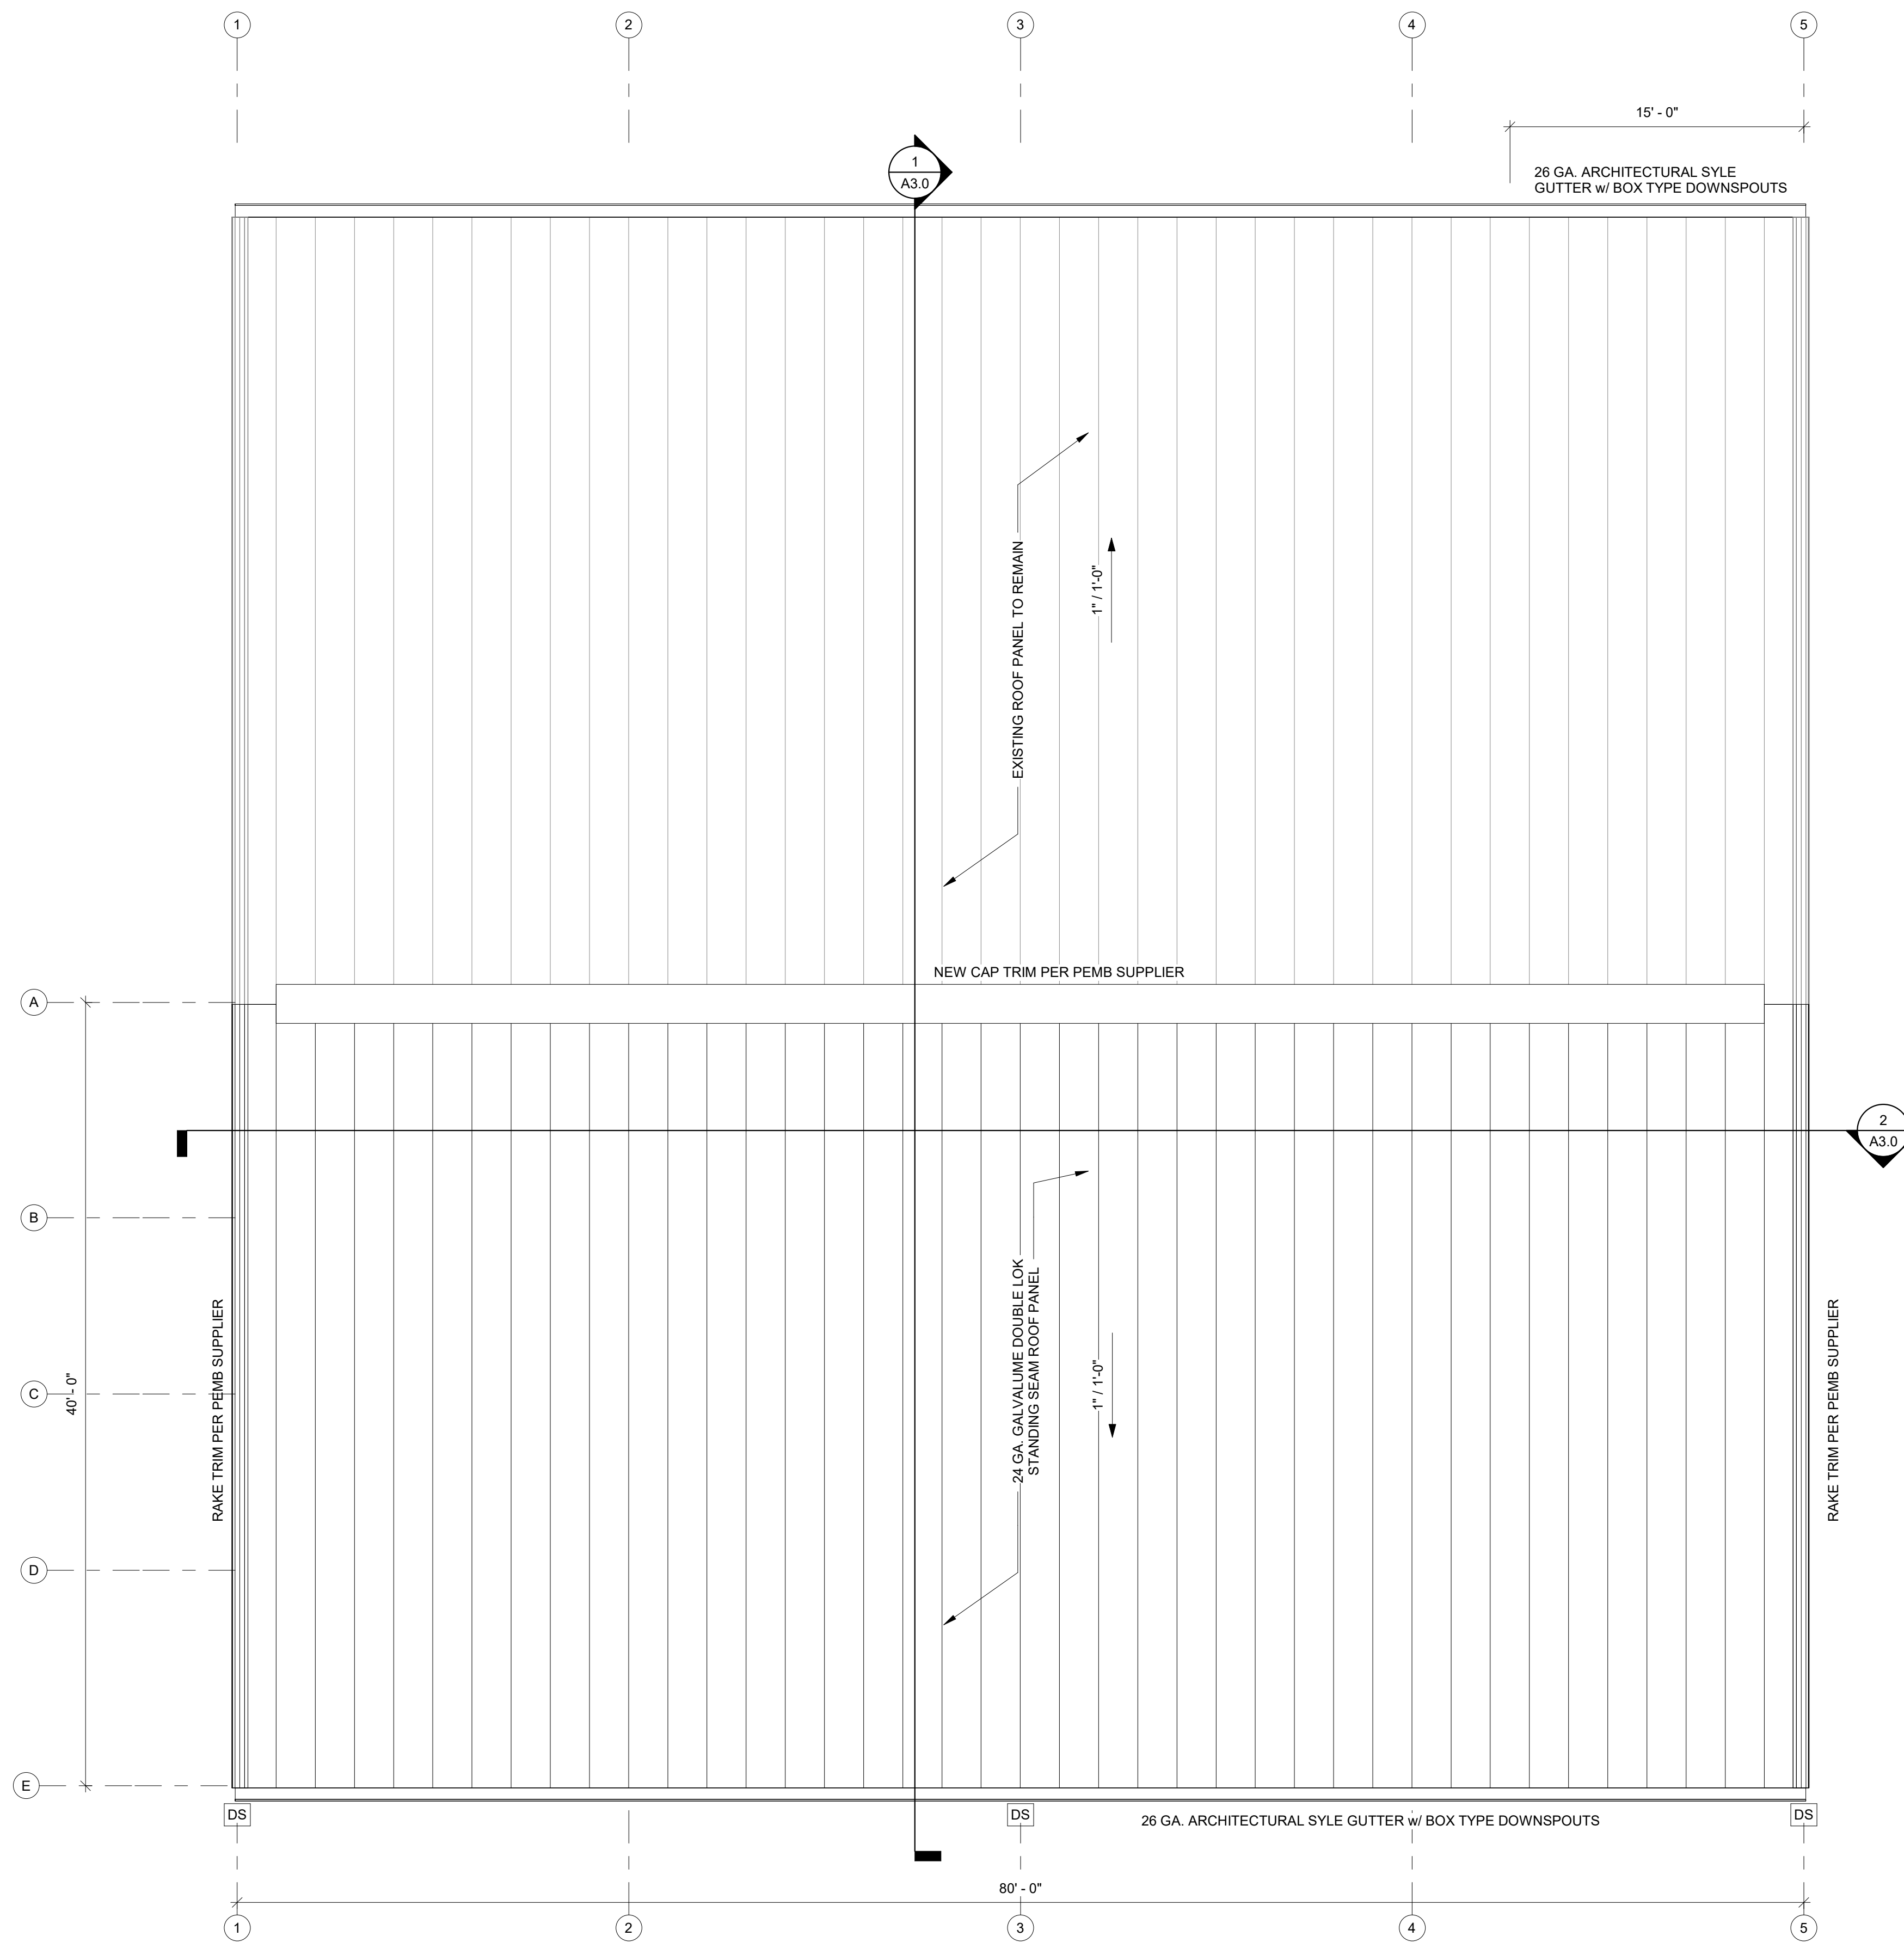 1
2
3
4
5
15' - 0"
1
A3.0
26 GA. ARCHITECTURAL SYLE
GUTTER w/ BOX TYPE DOWNSPOUTS
EXISTING ROOF PANEL TO REMAIN
1" / 1'-0"
NEW CAP TRIM PER PEMB SUPPLIER
A
2
A3.0
B
24 GA. GALVALUME DOUBLE LOK
STANDING SEAM ROOF PANEL
1" / 1'-0"
RAKE TRIM PER PEMB SUPPLIER
RAKE TRIM PER PEMB SUPPLIER
C
40' - 0"
D
E
DS
DS
DS
26 GA. ARCHITECTURAL SYLE GUTTER w/ BOX TYPE DOWNSPOUTS
80' - 0"
1
2
3
4
5